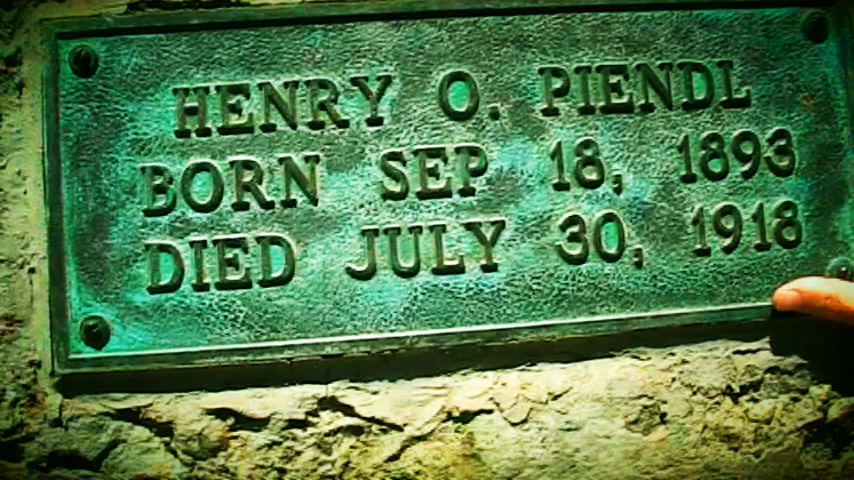 HENRY O. PIENDL
BORN SEP 18, 1893
DIED JULY 30, 1918